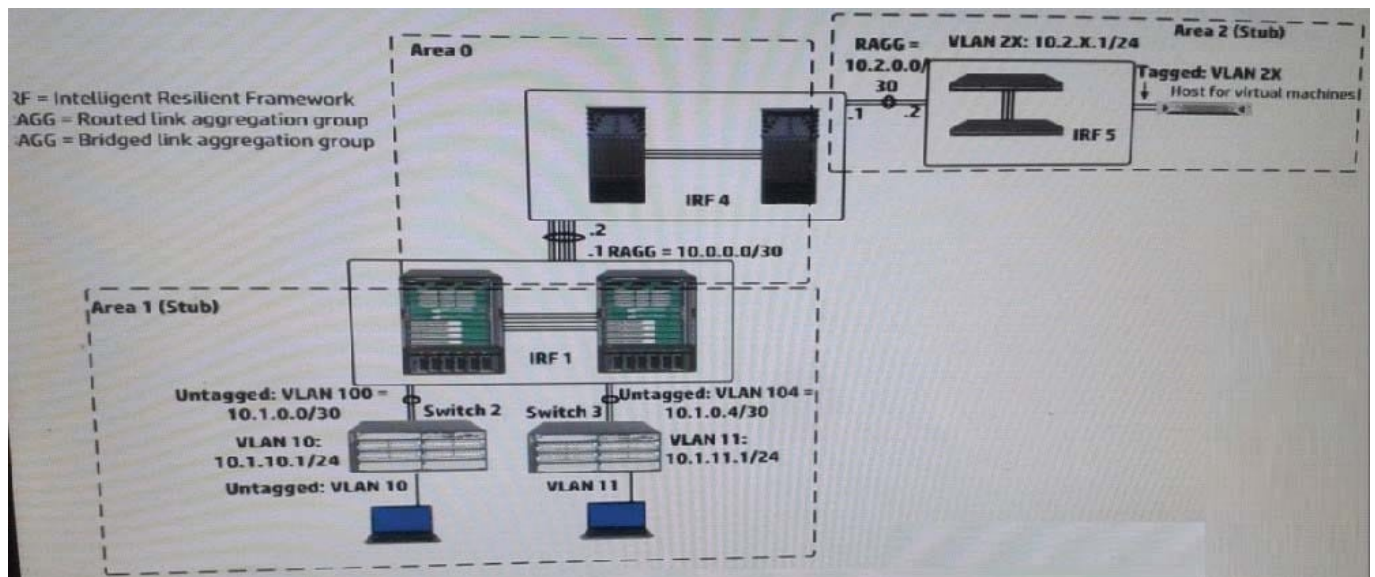 Area 0
RF = Intelligent Resilient Framework
AGG = Routed link aggregation group
AGG = Bridged link aggregation group
RAGG =
10.2.0.0/
30
VLAN 2X: 10.2.X.1/24
Area 2 (Stub)
Tagged: VLAN 2X
Host for virtual machines
.1
.2
IRF 5
IRF 4
.2
.1 RAGG = 10.0.0.0/30
Area 1 (Stub)
IRF 1
Untagged: VLAN 100 =
10.1.0.0/30
Switch 2
Switch 3
Untagged: VLAN 104 =
10.1.0.4/30
VLAN 10:
10.1.10.1/24
VLAN 11:
10.1.11.1/24
Untagged: VLAN 10
VLAN 11